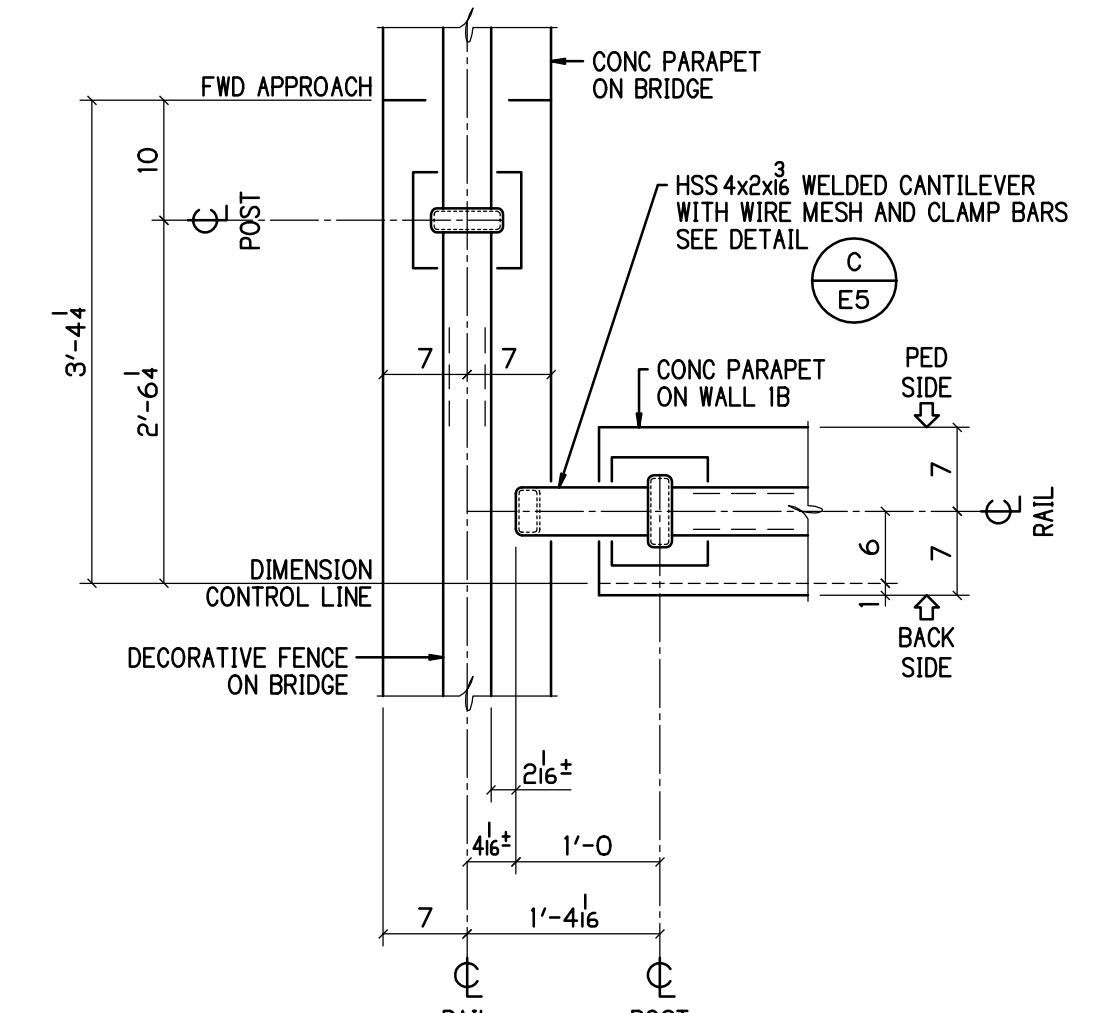 CONC PARAPET
ON BRIDGE
FWD APPROACH
10
℄
POST
3'-4 1/4
2'-6 1/4
HSS 4x2x3/16 WELDED CANTILEVER
WITH WIRE MESH AND CLAMP BARS
SEE DETAIL
C
E5
7
7
CONC PARAPET
ON WALL 1B
PED
SIDE
7
7
6
1
℄
RAIL
DIMENSION
CONTROL LINE
BACK
SIDE
DECORATIVE FENCE
ON BRIDGE
2 1/16 ±
4 1/16 ±
1'-0
7
1'-4 1/16
℄
℄
RAIL
POST